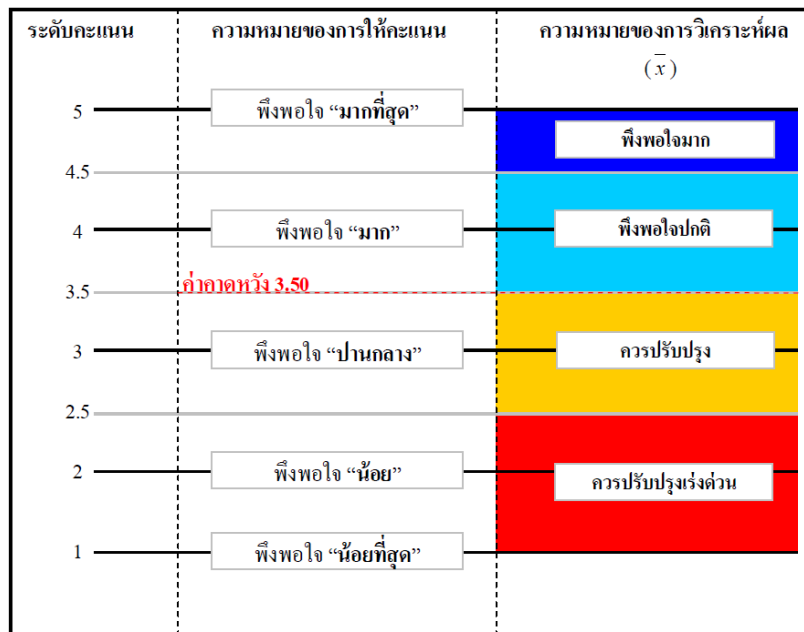 ระดับคะแนน ความหมายของการให้คะแนน ความหมายของการวิเคราะห์ผล
(x̄)
5 พึงพอใจ “มากที่สุด”
พึงพอใจมาก
4.5
4 พึงพอใจ “มาก” พึงพอใจปกติ
ค่าคาดหวัง 3.50
3.5
3 พึงพอใจ “ปานกลาง” ควรปรับปรุง
2.5
2 พึงพอใจ “น้อย” ควรปรับปรุงเร่งด่วน
1 พึงพอใจ “น้อยที่สุด”